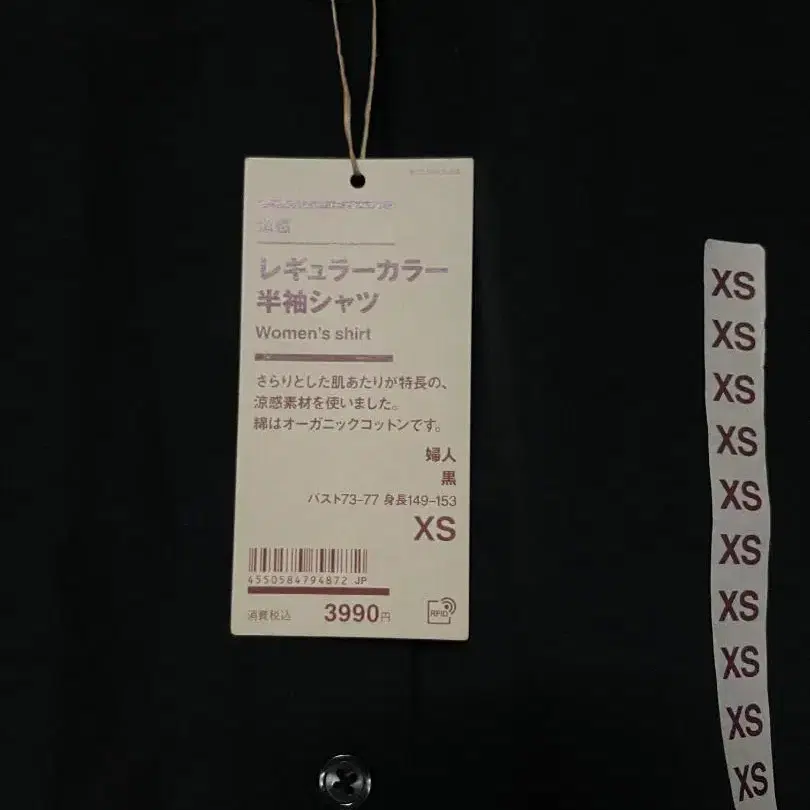 涼感
レギュラーカラー
半袖シャツ
Women's shirt
さらりとした肌あたりが特長の、
涼感素材を使いました。
綿はオーガニックコットンです。
婦人
黒
バスト73-77 身長149-153
XS
4550584794872 JP
消費税込 3990円
RFID
XS
XS
XS
XS
XS
XS
XS
XS
XS
XS